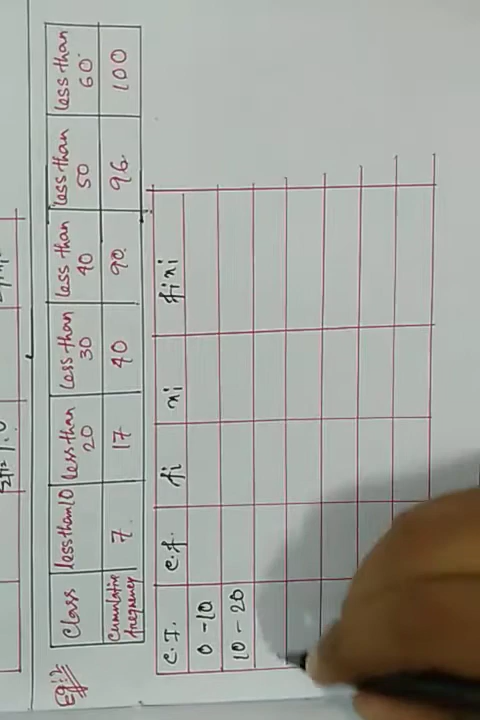 Eg:2
Class less than 10 less than 20 less than 30 less than 40 less than 50 less than 60
Cumulative frequency 7 17 40 90 96 100
C.I. c.f. fi xi fixi
0-10
10-20